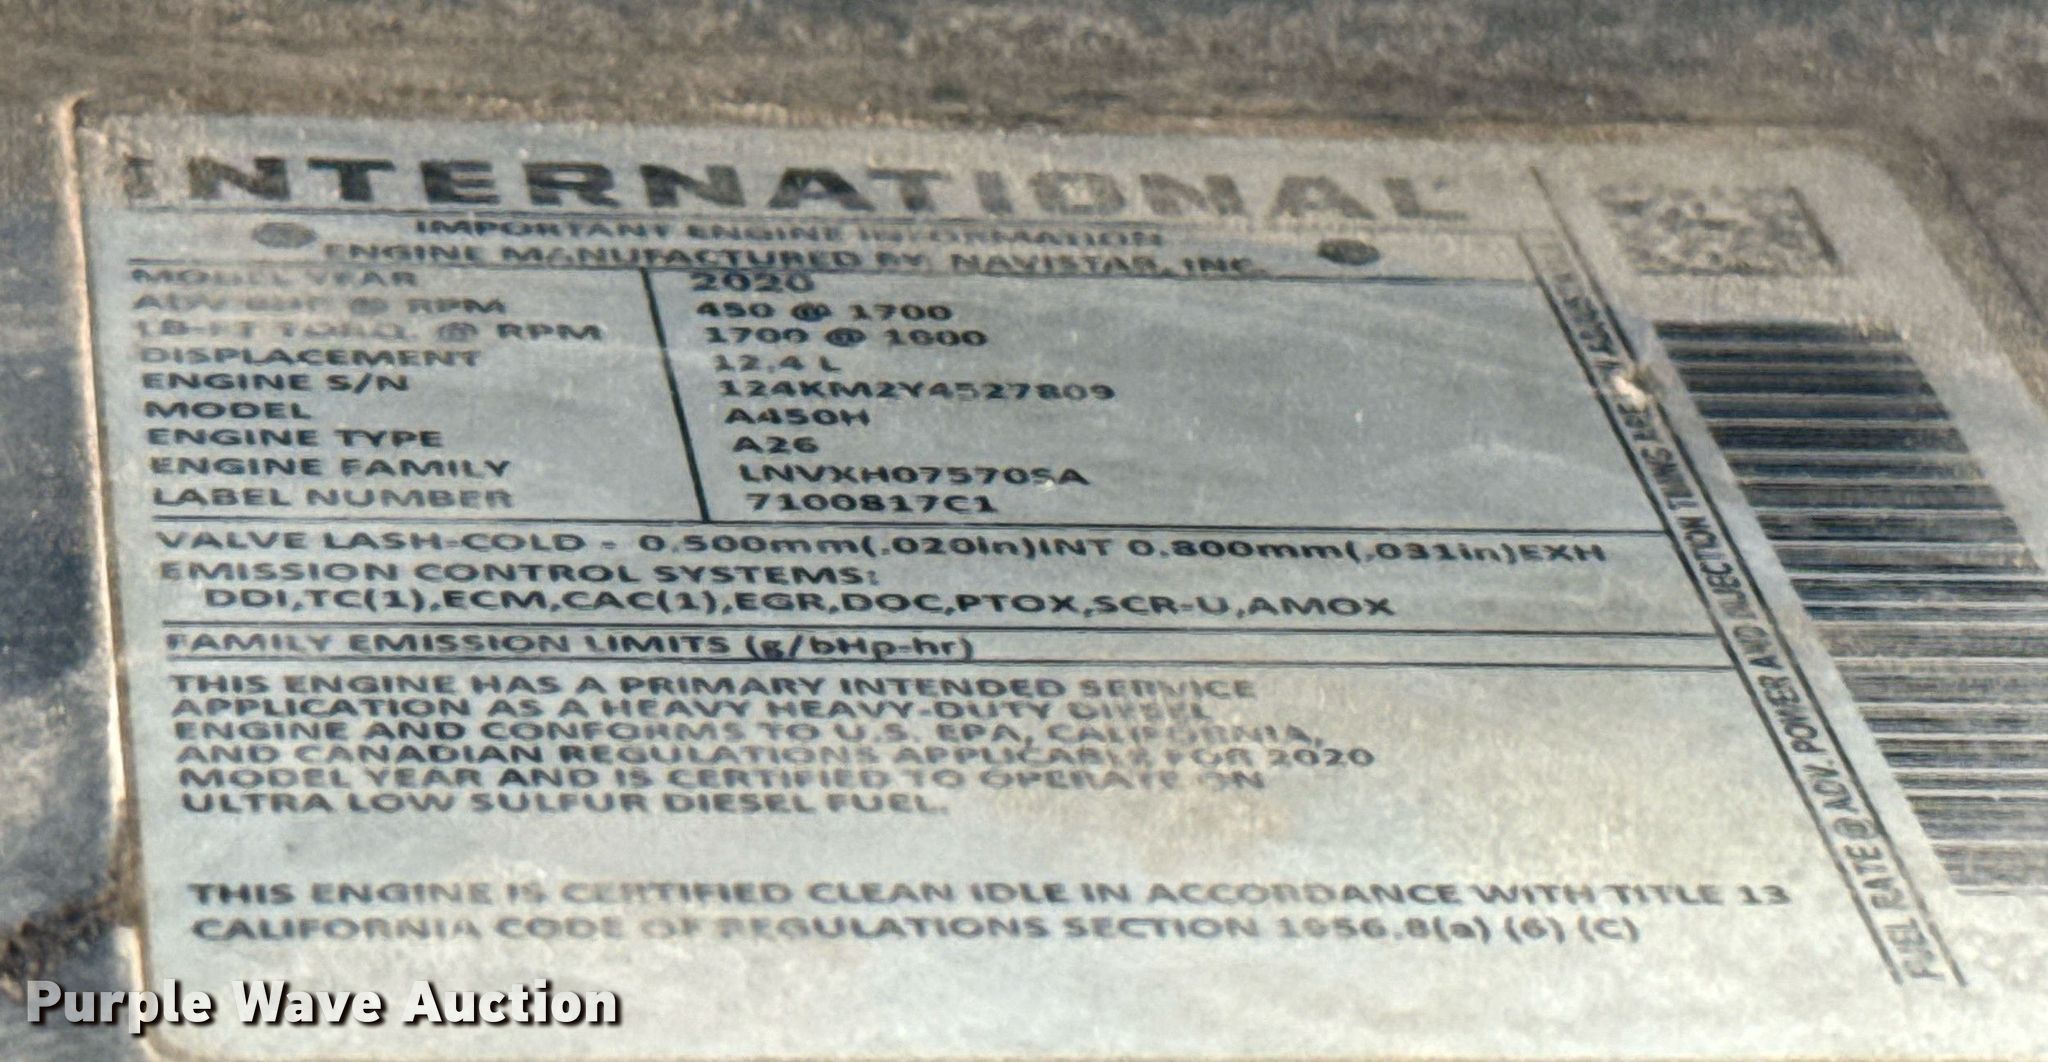 INTERNATIONAL
IMPORTANT ENGINE INFORMATION
ENGINE MANUFACTURED BY NAVISTAR, INC.
MODEL YEAR 2020
ADV BHP @ RPM 450 @ 1700
LB-FT TORQ. @ RPM 1700 @ 1000
DISPLACEMENT 12.4 L
ENGINE S/N 124KM2Y4527809
MODEL A450H
ENGINE TYPE A26
ENGINE FAMILY LNVXH07570SA
LABEL NUMBER 7100817C1
VALVE LASH-COLD - 0.500mm(.020in)INT 0.800mm(.031in)EXH
EMISSION CONTROL SYSTEMS:
DDI,TC(1),ECM,CAC(1),EGR,DOC,PTOX,SCR-U,AMOX
FAMILY EMISSION LIMITS (g/bHp-hr)
THIS ENGINE HAS A PRIMARY INTENDED SERVICE
APPLICATION AS A HEAVY HEAVY-DUTY DIESEL
ENGINE AND CONFORMS TO U.S. EPA, CALIFORNIA,
AND CANADIAN REGULATIONS APPLICABLE FOR 2020
MODEL YEAR AND IS CERTIFIED TO OPERATE ON
ULTRA LOW SULFUR DIESEL FUEL.
THIS ENGINE IS CERTIFIED CLEAN IDLE IN ACCORDANCE WITH TITLE 13
CALIFORNIA CODE OF REGULATIONS SECTION 1956.8(a) (6) (C)
FUEL RATE @ ADV. POWER AND INJECTION TIMING ARE
Purple Wave Auction